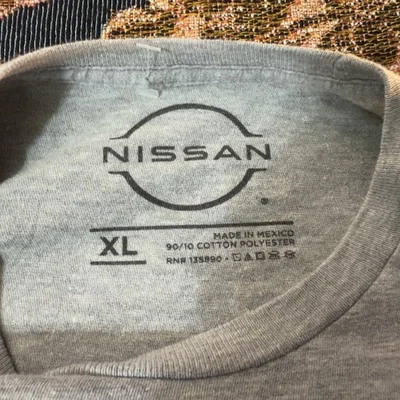 NISSAN
®
XL
MADE IN MEXICO
90/10 COTTON POLYESTER
RN# 135890 •